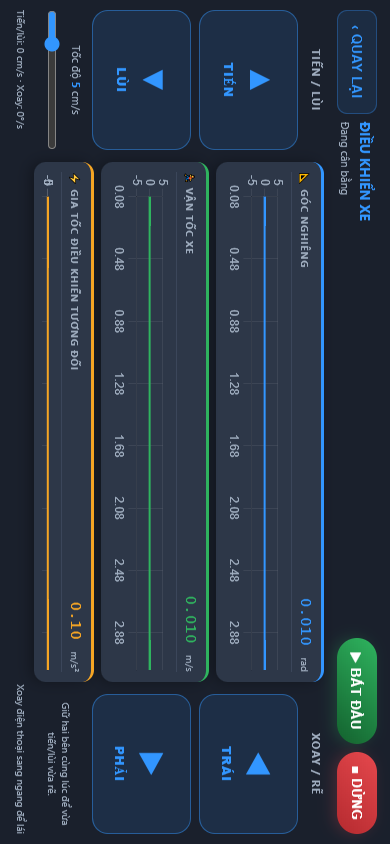 ‹ QUAY LẠI
ĐIỀU KHIỂN XE
Đang cân bằng
▶ BẮT ĐẦU
■ DỪNG
TIẾN / LÙI
▲
TIẾN
▼
LÙI
Tốc độ 5 cm/s
Tiến/lùi: 0 cm/s · Xoay: 0°/s
📐 GÓC NGHIÊNG
0.010 rad
5
0
-5
0.08 0.48 0.88 1.28 1.68 2.08 2.48 2.88
VẬN TỐC XE
0.010 m/s
5
0
-5
0.08 0.48 0.88 1.28 1.68 2.08 2.48 2.88
⚡ GIA TỐC ĐIỀU KHIỂN TƯƠNG ĐỐI
0.10 m/s²
XOAY / RẼ
◀
TRÁI
▶
PHẢI
Giữ hai bên cùng lúc để vừa
tiến/lùi vừa rẽ.
Xoay điện thoại sang ngang để lái